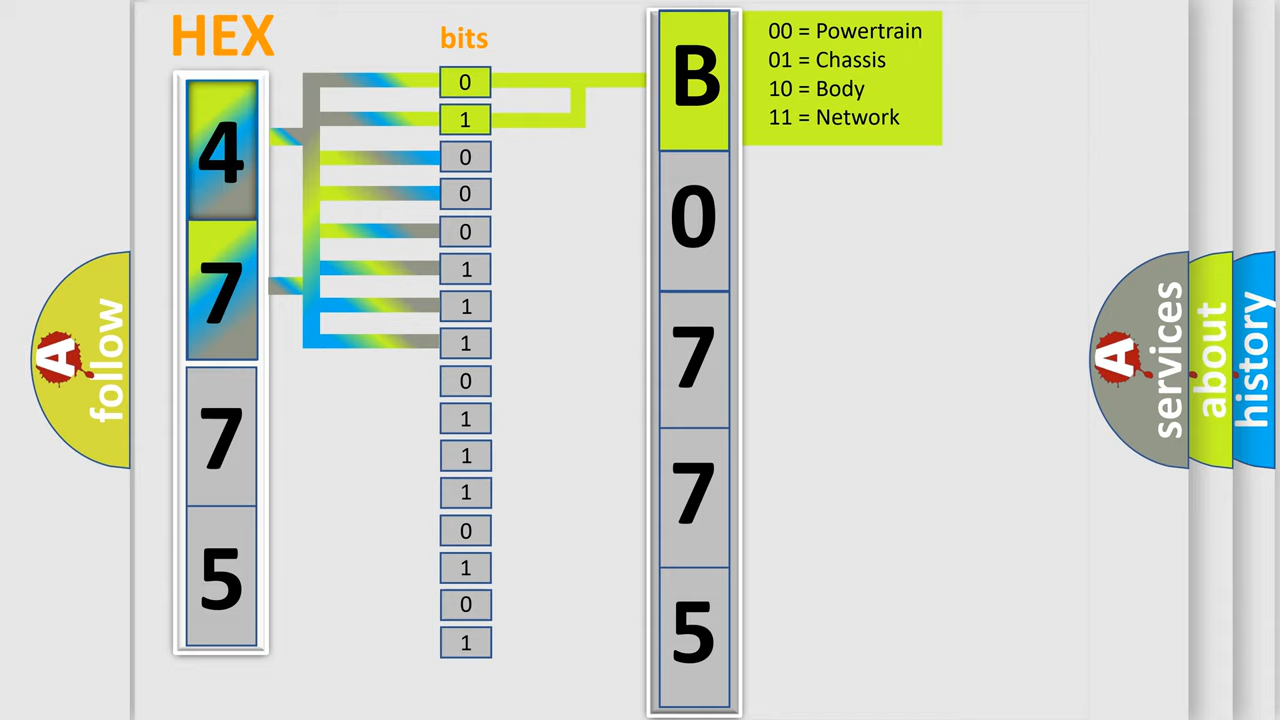 HEX
bits
4
7
7
5
0
1
0
0
0
1
1
1
0
1
1
1
0
1
0
1
B
0
7
7
5
00 = Powertrain
01 = Chassis
10 = Body
11 = Network
A follow
A services
about
history